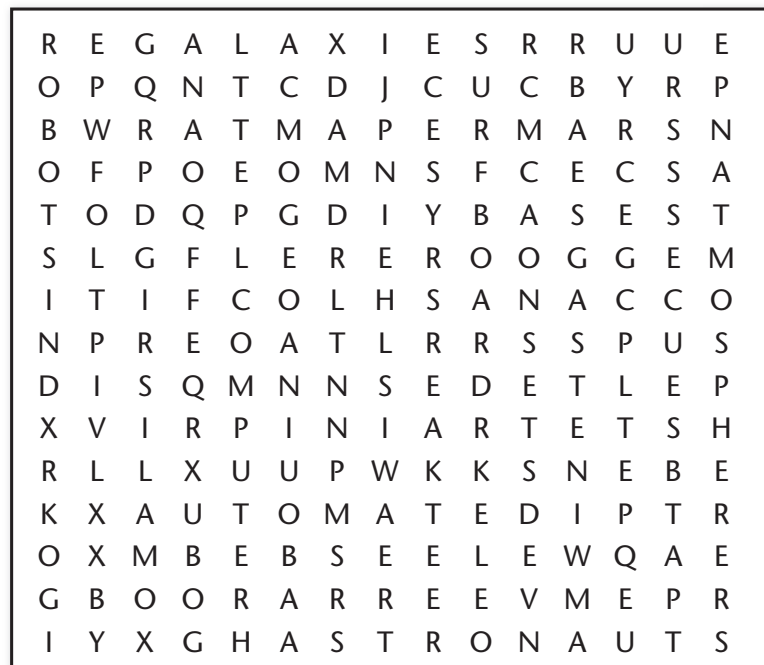 R E G A L A X I E S R R U U E
O P Q N T C D J C U C B Y R P
B W R A T M A P E R M A R S N
O F P O E O M N S F C E C S A
T O D Q P G D I Y B A S E S T
S L G F L E R E R O O G G E M
I T I F C O L H S A N A C C O
N P R E O A T L R R S S P U S
D I S Q M N N S E D E T L E P
X V I R P I N I A R T E T S H
R L L X U U P W K K S N E B E
K X A U T O M A T E D I P T R
O X M B E B S E E L E W Q A E
G B O O R A R R E E V M E P R
I Y X G H A S T R O N A U T S